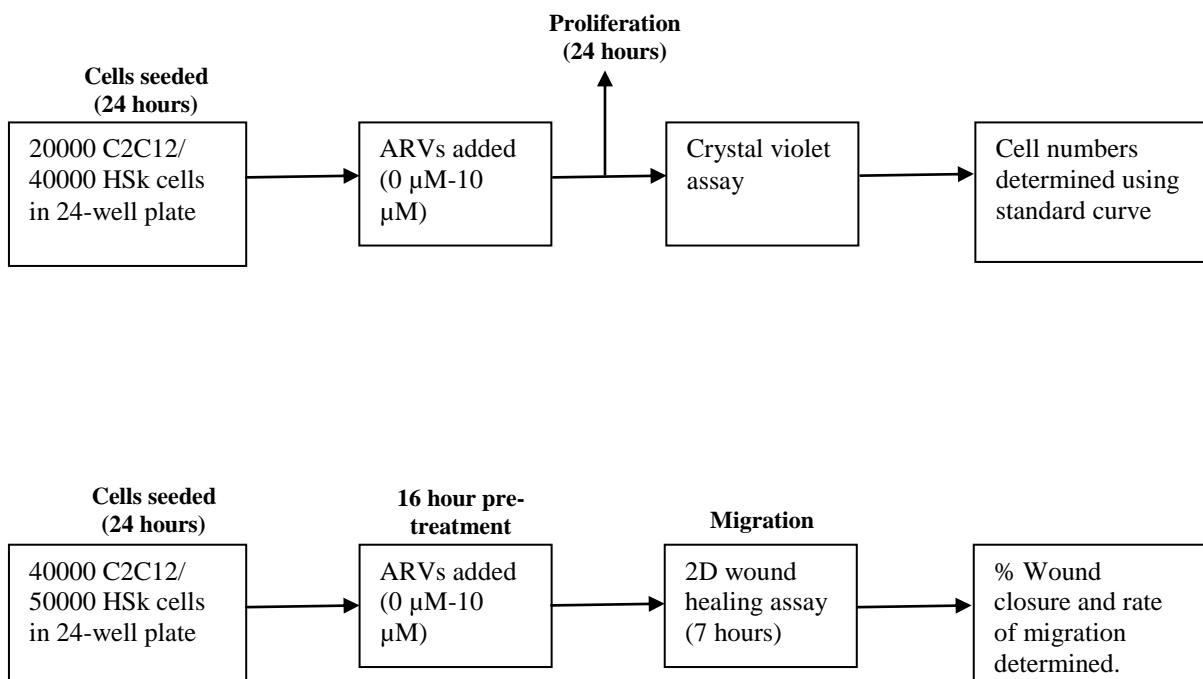 Proliferation
(24 hours)
Cells seeded
(24 hours)
20000 C2C12/
40000 HSk cells
in 24-well plate
ARVs added
(0 µM-10
µM)
Crystal violet
assay
Cell numbers
determined using
standard curve
Cells seeded
(24 hours)
40000 C2C12/
50000 HSk cells
in 24-well plate
16 hour pre-
treatment
ARVs added
(0 µM-10
µM)
Migration
2D wound
healing assay
(7 hours)
% Wound
closure and rate
of migration
determined.